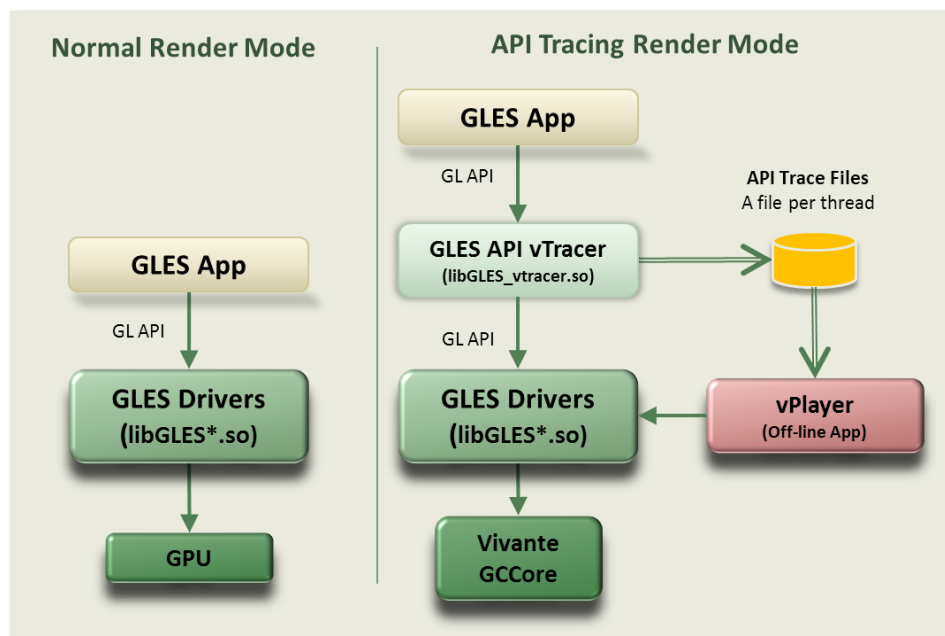 Normal Render Mode
GLES App
GL API
GLES Drivers
(libGLES*.so)
GPU
API Tracing Render Mode
GLES App
GL API
GLES API vTracer
(libGLES_vtracer.so)
API Trace Files
A file per thread
GL API
GLES Drivers
(libGLES*.so)
vPlayer
(Off-line App)
Vivante
GCCore